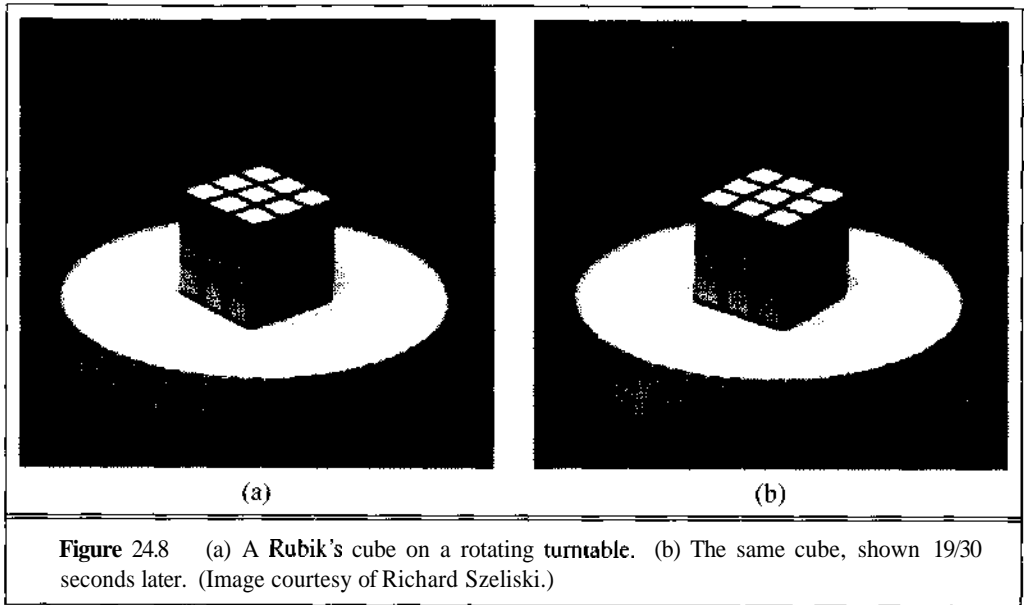 (a)
(b)
Figure 24.8 (a) A Rubik's cube on a rotating turntable. (b) The same cube, shown 19/30
seconds later. (Image courtesy of Richard Szeliski.)